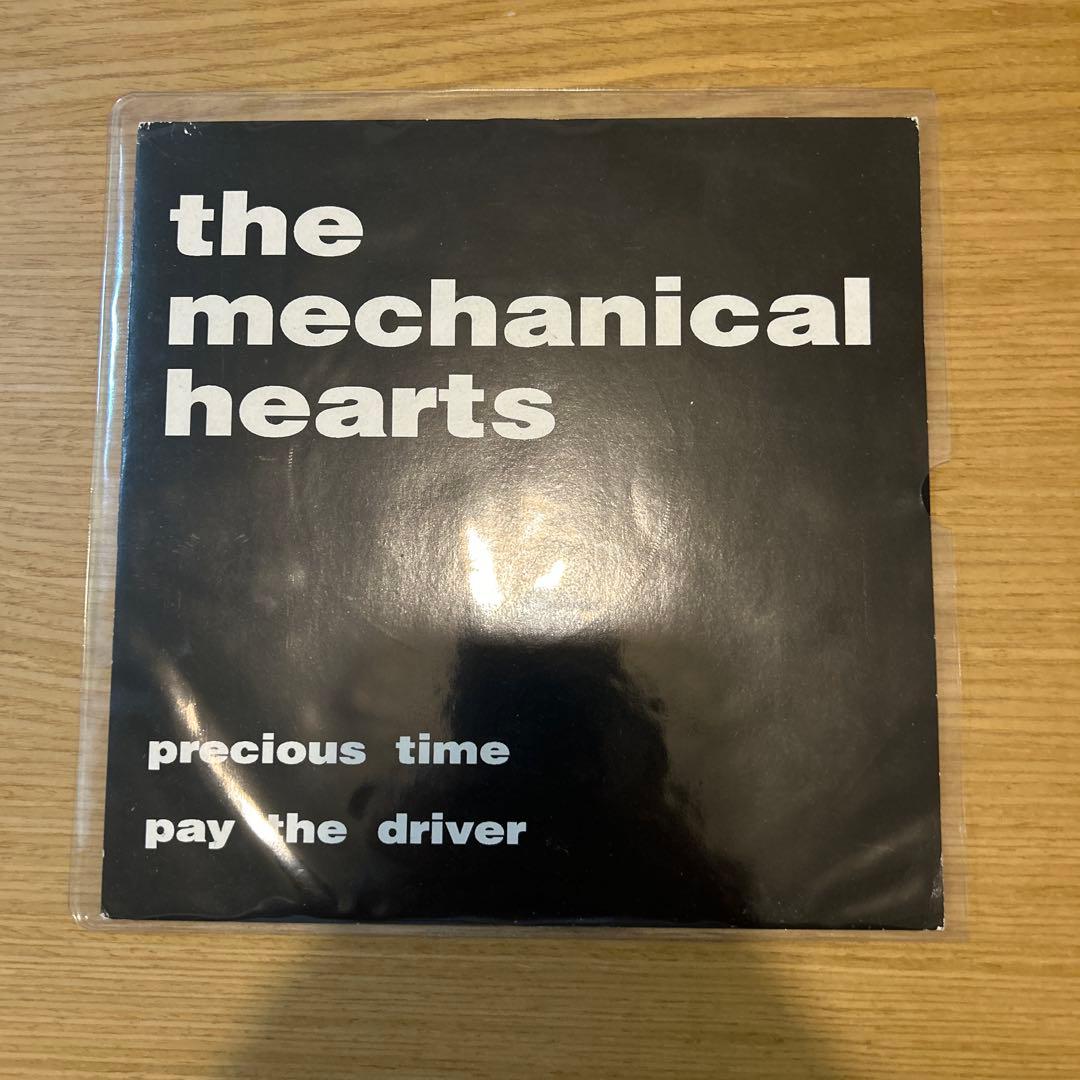 the
mechanical
hearts
precious time
pay the driver